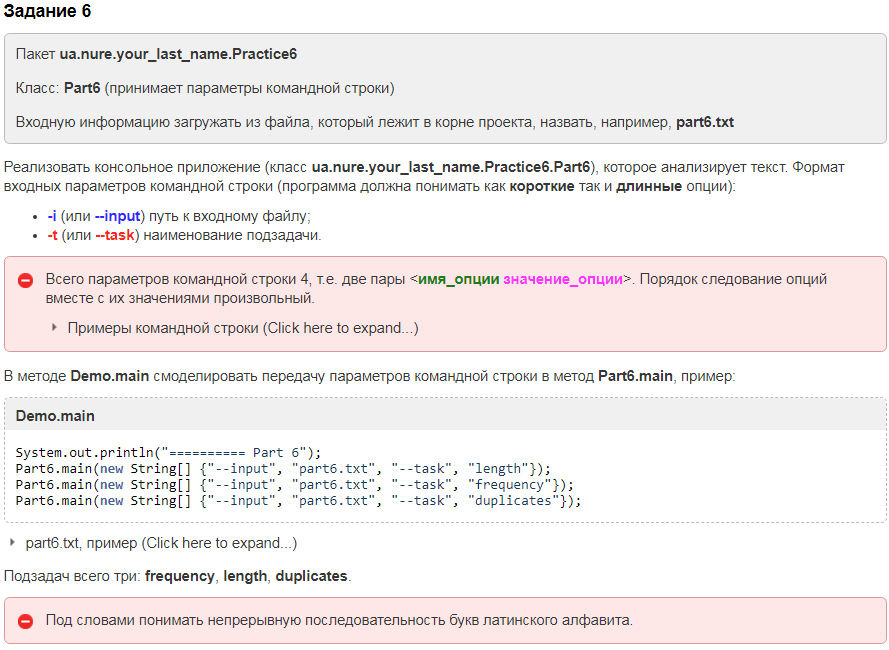 Задание 6
Пакет ua.nure.your_last_name.Practice6
Класс: Part6 (принимает параметры командной строки)
Входную информацию загружать из файла, который лежит в корне проекта, назвать, например, part6.txt
Реализовать консольное приложение (класс ua.nure.your_last_name.Practice6.Part6), которое анализирует текст. Формат
входных параметров командной строки (программа должна понимать как короткие так и длинные опции):
• -i (или --input) путь к входному файлу;
• -t (или --task) наименование подзадачи.
Всего параметров командной строки 4, т.е. две пары <имя_опции значение_опции>. Порядок следование опций
вместе с их значениями произвольный.
Примеры командной строки (Click here to expand...)
В методе Demo.main смоделировать передачу параметров командной строки в метод Part6.main, пример:
Demo.main
System.out.println("========== Part 6");
Part6.main(new String[] {"--input", "part6.txt", "--task", "length"});
Part6.main(new String[] {"--input", "part6.txt", "--task", "frequency"});
Part6.main(new String[] {"--input", "part6.txt", "--task", "duplicates"});
part6.txt, пример (Click here to expand...)
Подзадач всего три: frequency, length, duplicates.
Под словами понимать непрерывную последовательность букв латинского алфавита.